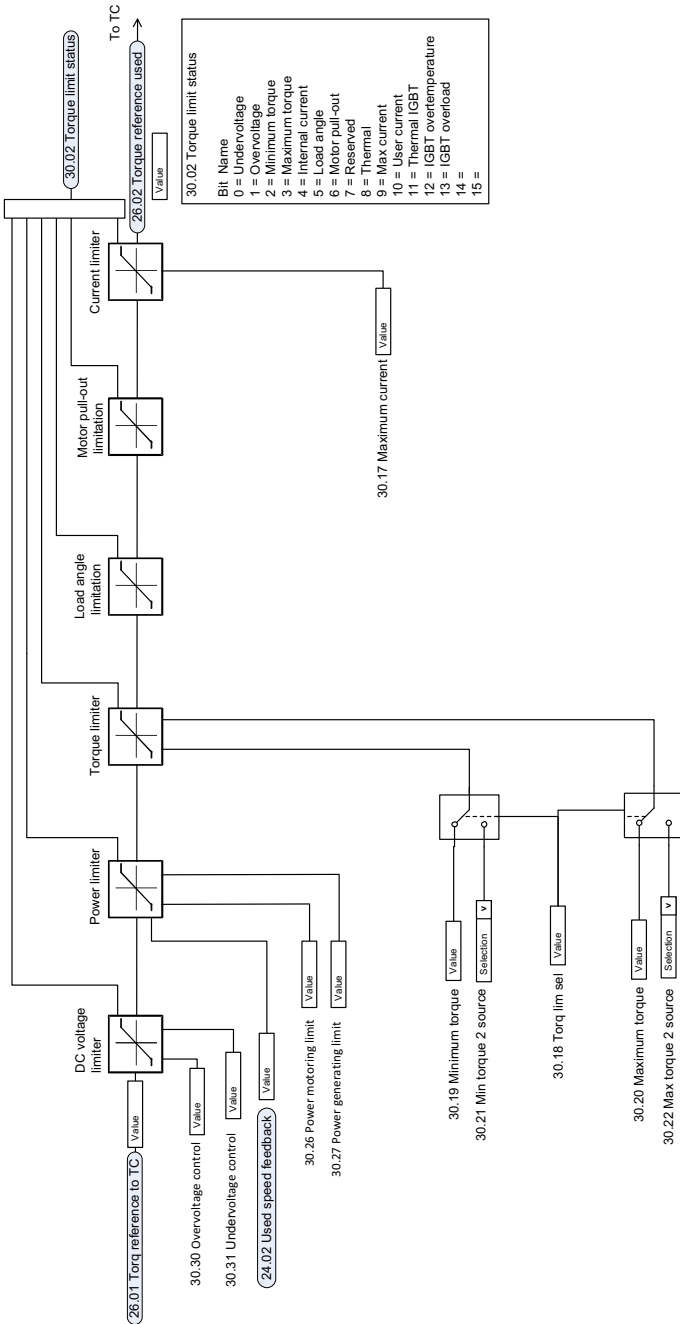 26.01 Torq reference to TC
Value
30.30 Overvoltage control
Value
30.31 Undervoltage control
Value
24.02 Used speed feedback
Value
30.26 Power motoring limit
Value
30.27 Power generating limit
Value
DC voltage
limiter
Power limiter
Torque limiter
Load angle
limitation
Motor pull-out
limitation
Current limiter
30.02 Torque limit status
26.02 Torque reference used
To TC
Value
30.17 Maximum current
Value
30.19 Minimum torque
Value
30.21 Min torque 2 source
Selection
v
30.18 Torq lim sel
Value
30.20 Maximum torque
Value
30.22 Max torque 2 source
Selection
v
30.02 Torque limit status
Bit Name
0 = Undervoltage
1 = Overvoltage
2 = Minimum torque
3 = Maximum torque
4 = Internal current
5 = Load angle
6 = Motor pull-out
7 = Reserved
8 = Thermal
9 = Max current
10 = User current
11 = Thermal IGBT
12 = IGBT overtemperature
13 = IGBT overload
14 =
15 =